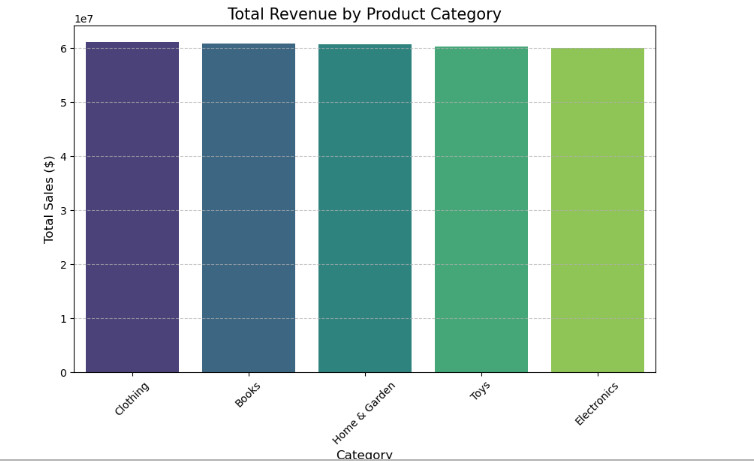 Total Revenue by Product Category
1e7
6
5
4
3
2
1
0
Total Sales ($)
Clothing
Books
Home & Garden
Toys
Electronics
Category